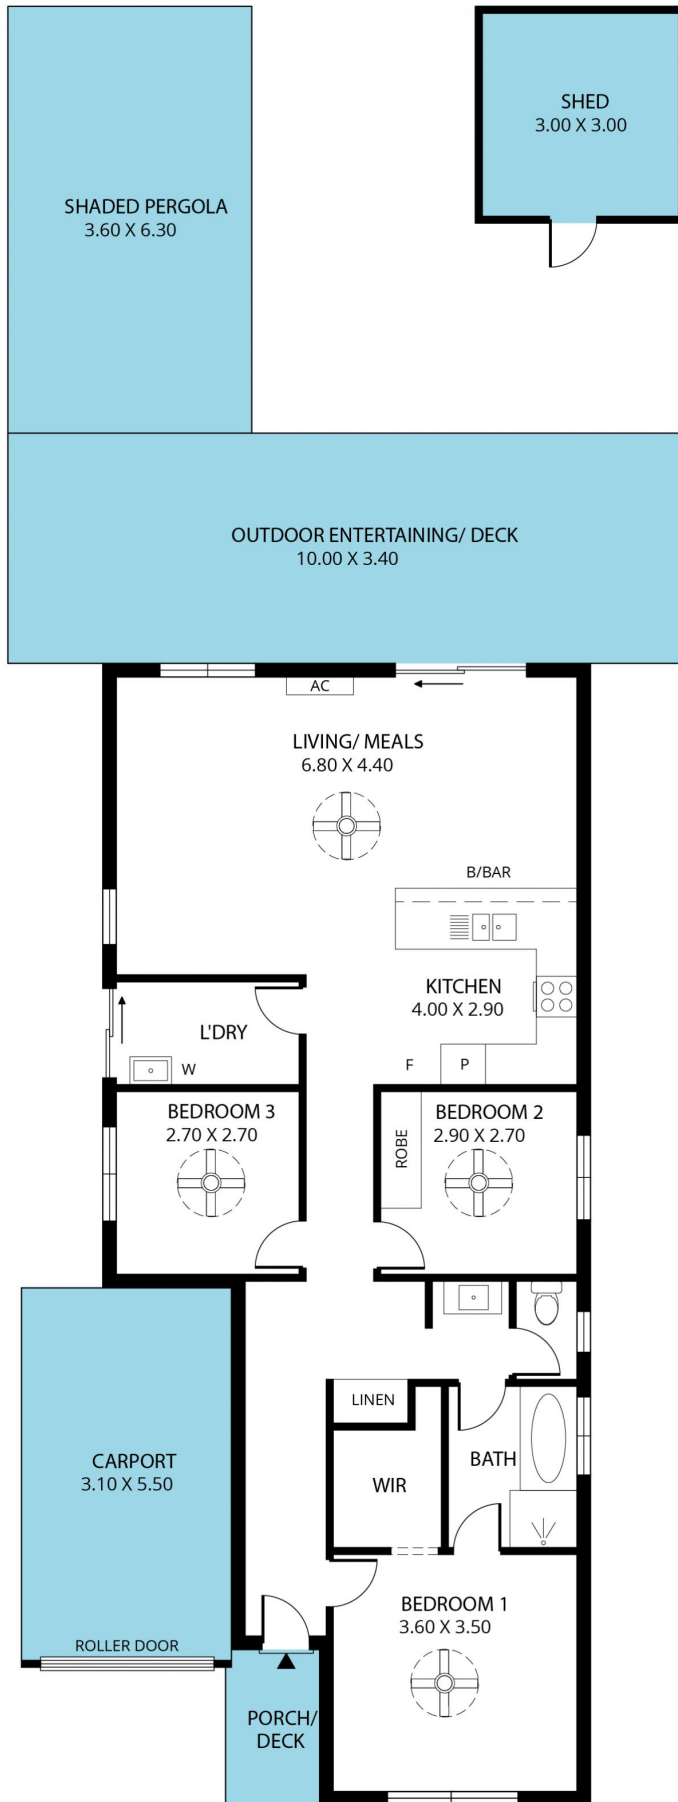 SHED
3.00 X 3.00
SHADED PERGOLA
3.60 X 6.30
OUTDOOR ENTERTAINING/ DECK
10.00 X 3.40
AC
LIVING/ MEALS
6.80 X 4.40
B/BAR
KITCHEN
4.00 X 2.90
L'DRY
W
F
P
BEDROOM 3
2.70 X 2.70
ROBE
BEDROOM 2
2.90 X 2.70
LINEN
CARPORT
3.10 X 5.50
WIR
BATH
BEDROOM 1
3.60 X 3.50
ROLLER DOOR
PORCH/
DECK